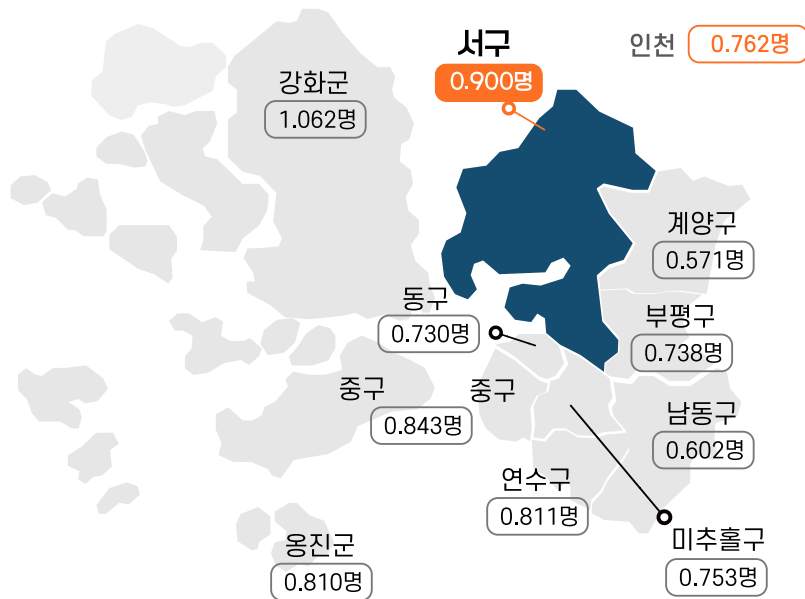 서구
0.900명
인천 0.762명
강화군
1.062명
계양구
0.571명
동구
0.730명
부평구
0.738명
중구
0.843명
중구
남동구
0.602명
연수구
0.811명
미추홀구
0.753명
옹진군
0.810명